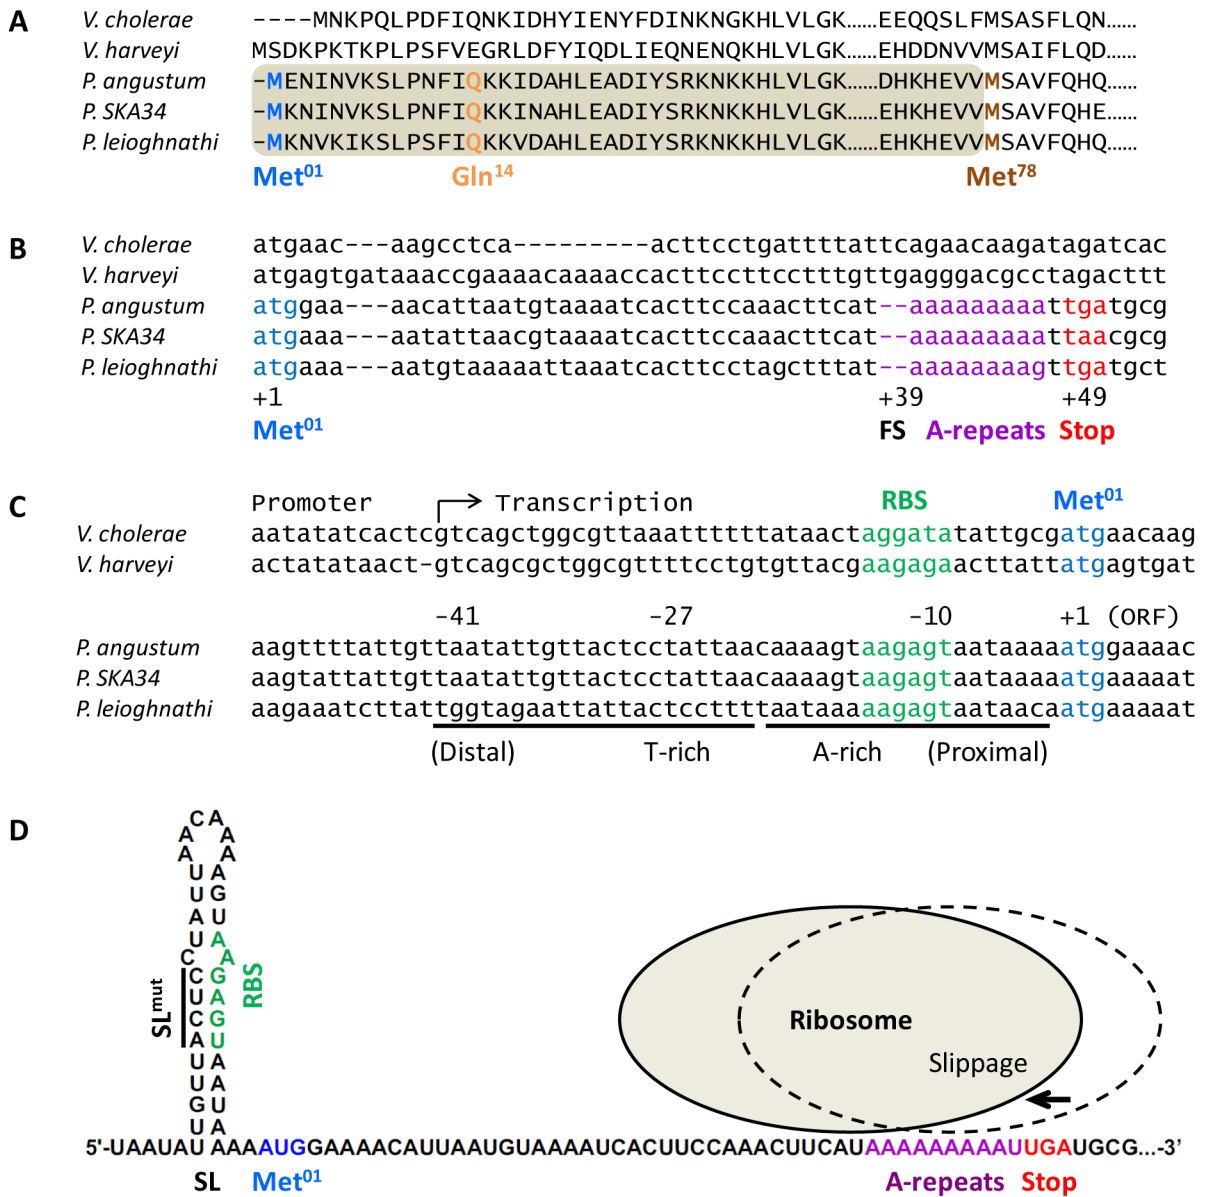 A
V. cholerae ----MNKPQLPDFIQNKIDHYIENYFDINKNGKHLVLGK......EEQQSLFMSASFLQN......
V. harveyi MSDKPKTKPLPSFVEGRLDFYIQDLIEQNENQKHLVLGK......EHDDNVVMSAIFLQD......
P. angustum -MENINVKSLPNFIQKKIDAHLEADIYSRKNKKHLVLGK......DHKHEVVMSAVFQHQ......
P. SKA34 -MKNINVKSLPNFIQKKINAHLEADIYSRKNKKHLVLGK......EHKHEVVMSAVFQHE......
P. leioghnathi -MKNVKIKSLPSFIQKKVDAHLEADIYSRKNKKHLVLGK......EHKHEVVMSAVFQHQ......
Met01 Gln14 Met78
B
V. cholerae atgaac---aagcctca---------acttcctgattttattcagaacaagatagatcac
V. harveyi atgagtgataaaccgaaaacaaaaccacttccttcctttgttgagggacgcctagacttt
P. angustum atggaa---aacattaatgtaaaatcacttccaaacttcat--aaaaaaaaattgatgcg
P. SKA34 atgaaa---aatattaacgtaaaatcacttccaaacttcat--aaaaaaaaattaacgcg
P. leioghnathi atgaaa---aatgtaaaaattaaatcacttcctagctttat--aaaaaaaagttgatgct
+1 +39 +49
Met01 FS A-repeats Stop
C
Promoter Transcription RBS Met01
V. cholerae aatatatcactcgtcagctggcgttaaattttttataactaggatatattgcgatgaacaag
V. harveyi actatataact-gtcagcgctggcgttttcctgtgttacgaagagaacttattatgagtgat
-41 -27 -10 +1 (ORF)
P. angustum aagttttattgttaatattgttactcctattaacaaaagtaagagtaataaaaatggaaaac
P. SKA34 aagtattattgttaatattgttactcctattaacaaaagtaagagtaataaaaatgaaaaat
P. leioghnathi aagaaatcttattggtagaattattactccttttaataaaaagagtaataacaatgaaaaat
(Distal) T-rich A-rich (Proximal)
D
C A
A A
A A
U A
U G
A U
U A
C A
C G
U A
C G
A U
U A
U A
G U
U A
SLmut
RBS
Ribosome
Slippage
5'-UAAUAU AAAAUGGAAAACAUUAAUGUAAAAUCACUUCCAAACUUCAUAAAAAAAAAUUGAUGCG...-3'
SL Met01 A-repeats Stop